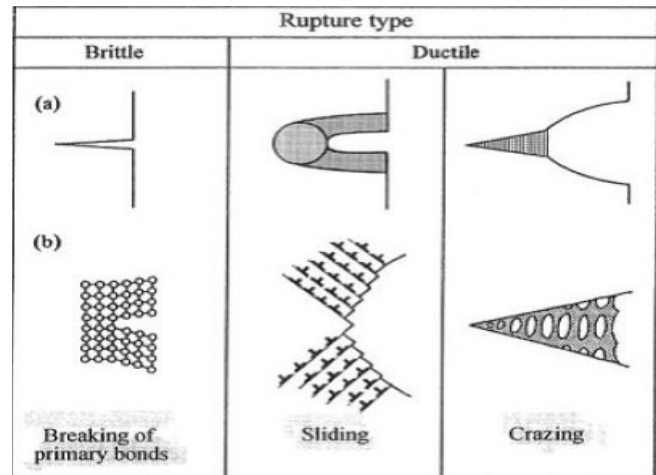 Rupture type
Brittle
Ductile
(a)
(b)
Breaking of
primary bonds
Sliding
Crazing